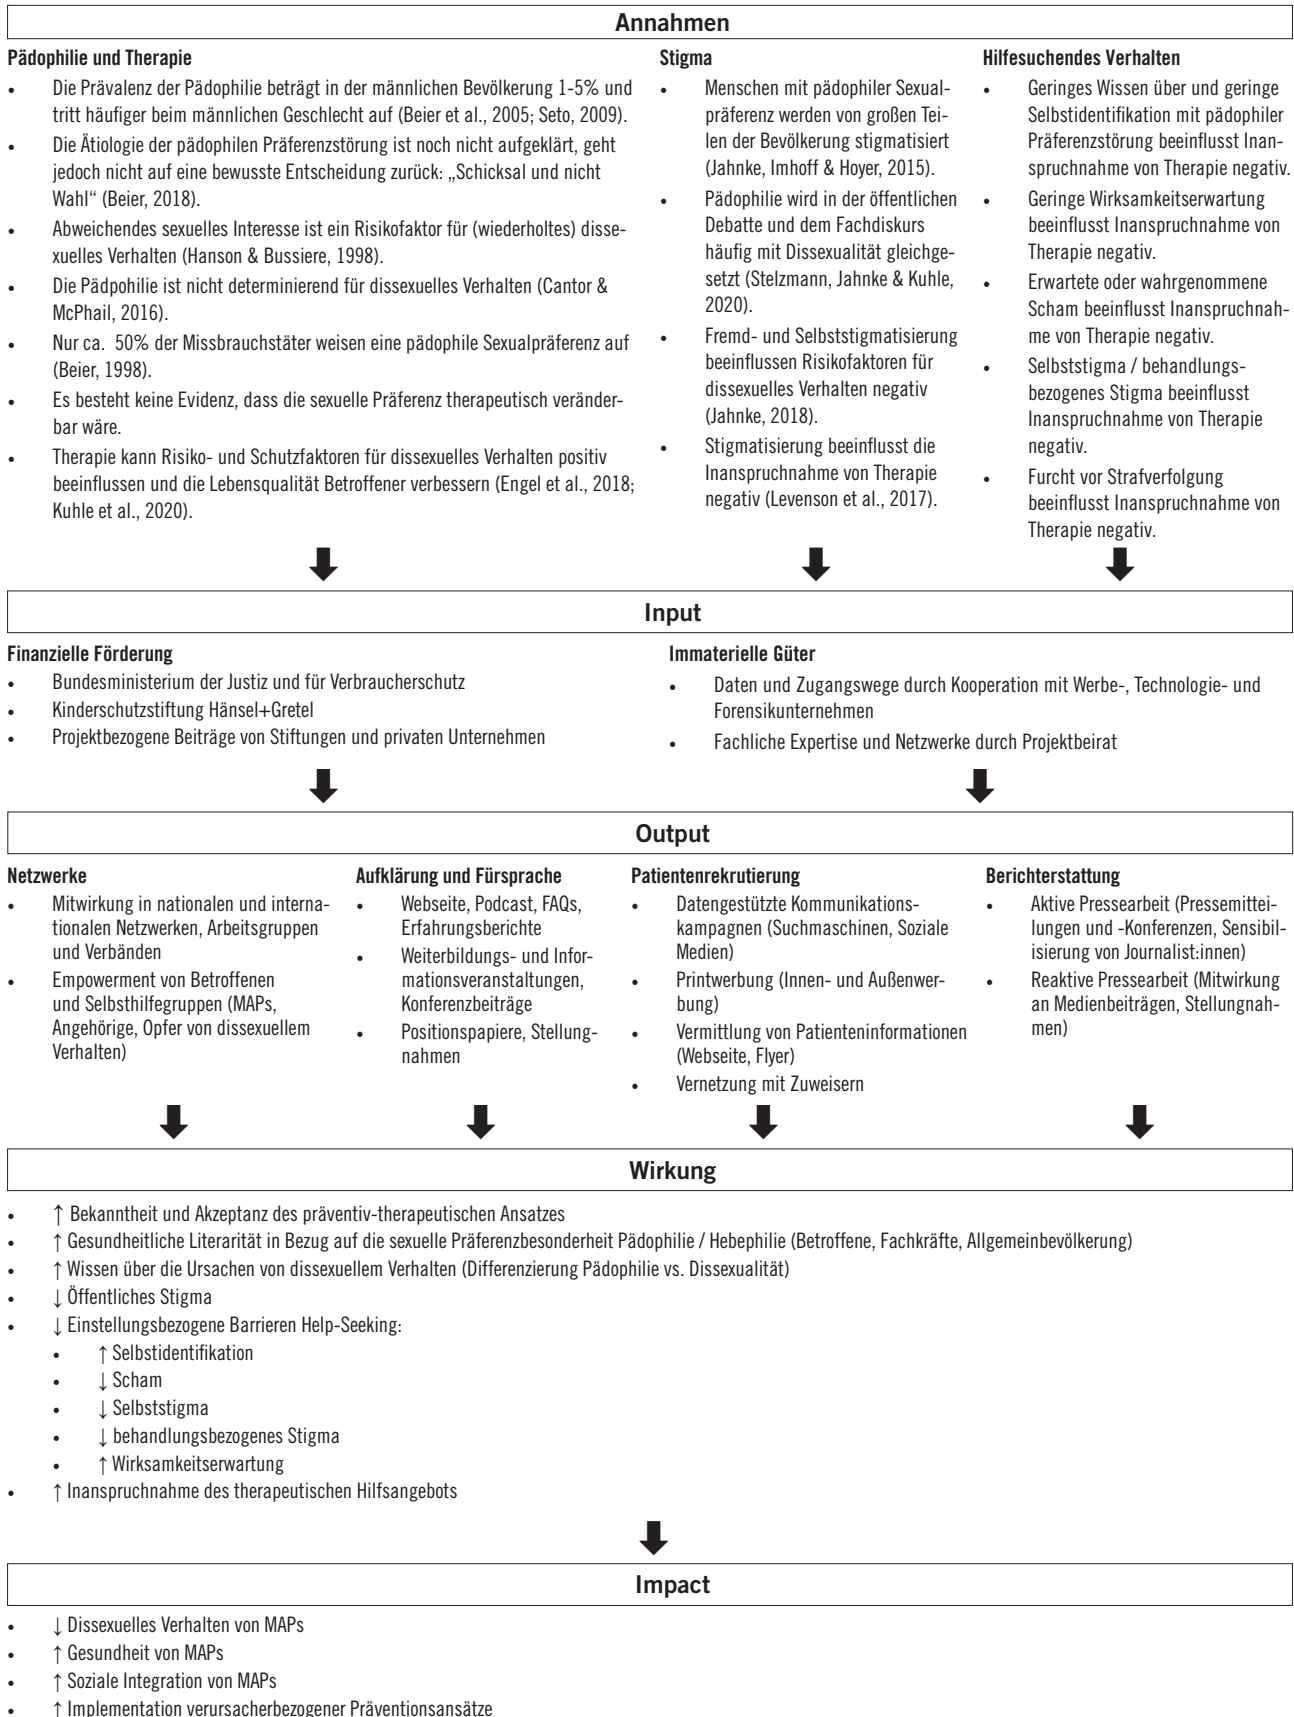 Annahmen
Pädophilie und Therapie
• Die Prävalenz der Pädophilie beträgt in der männlichen Bevölkerung 1-5% und
tritt häufiger beim männlichen Geschlecht auf (Beier et al., 2005; Seto, 2009).
• Die Ätiologie der pädophilen Präferenzstörung ist noch nicht aufgeklärt, geht
jedoch nicht auf eine bewusste Entscheidung zurück: „Schicksal und nicht
Wahl“ (Beier, 2018).
• Abweichendes sexuelles Interesse ist ein Risikofaktor für (wiederholtes) disse-
xuelles Verhalten (Hanson & Bussiere, 1998).
• Die Pädpohilie ist nicht determinierend für dissexuelles Verhalten (Cantor &
McPhail, 2016).
• Nur ca. 50% der Missbrauchstäter weisen eine pädophile Sexualpräferenz auf
(Beier, 1998).
• Es besteht keine Evidenz, dass die sexuelle Präferenz therapeutisch veränder-
bar wäre.
• Therapie kann Risiko- und Schutzfaktoren für dissexuelles Verhalten positiv
beeinflussen und die Lebensqualität Betroffener verbessern (Engel et al., 2018;
Kuhle et al., 2020).
Stigma
• Menschen mit pädophiler Sexual-
präferenz werden von großen Tei-
len der Bevölkerung stigmatisiert
(Jahnke, Imhoff & Hoyer, 2015).
• Pädophilie wird in der öffentlichen
Debatte und dem Fachdiskurs
häufig mit Dissexualität gleichge-
setzt (Stelzmann, Jahnke & Kuhle,
2020).
• Fremd- und Selbststigmatisierung
beeinflussen Risikofaktoren für
dissexuelles Verhalten negativ
(Jahnke, 2018).
• Stigmatisierung beeinflusst die
Inanspruchnahme von Therapie
negativ (Levenson et al., 2017).
Hilfesuchendes Verhalten
• Geringes Wissen über und geringe
Selbstidentifikation mit pädophiler
Präferenzstörung beeinflusst Inan-
spruchnahme von Therapie negativ.
• Geringe Wirksamkeitserwartung
beeinflusst Inanspruchnahme von
Therapie negativ.
• Erwartete oder wahrgenommene
Scham beeinflusst Inanspruchnah-
me von Therapie negativ.
• Selbststigma / behandlungs-
bezogenes Stigma beeinflusst
Inanspruchnahme von Therapie
negativ.
• Furcht vor Strafverfolgung
beeinflusst Inanspruchnahme von
Therapie negativ.
Input
Finanzielle Förderung
• Bundesministerium der Justiz und für Verbraucherschutz
• Kinderschutzstiftung Hänsel+Gretel
• Projektbezogene Beiträge von Stiftungen und privaten Unternehmen
Immaterielle Güter
• Daten und Zugangswege durch Kooperation mit Werbe-, Technologie- und
Forensikunternehmen
• Fachliche Expertise und Netzwerke durch Projektbeirat
Output
Netzwerke
• Mitwirkung in nationalen und interna-
tionalen Netzwerken, Arbeitsgruppen
und Verbänden
• Empowerment von Betroffenen
und Selbsthilfegruppen (MAPs,
Angehörige, Opfer von dissexuellem
Verhalten)
Aufklärung und Fürsprache
• Webseite, Podcast, FAQs,
Erfahrungsberichte
• Weiterbildungs- und Infor-
mationsveranstaltungen,
Konferenzbeiträge
• Positionspapiere, Stellung-
nahmen
Patientenrekrutierung
• Datengestützte Kommunikations-
kampagnen (Suchmaschinen, Soziale
Medien)
• Printwerbung (Innen- und Außenwer-
bung)
• Vermittlung von Patienteninformationen
(Webseite, Flyer)
• Vernetzung mit Zuweisern
Berichterstattung
• Aktive Pressearbeit (Pressemittei-
lungen und -Konferenzen, Sensibil-
isierung von Journalist:innen)
• Reaktive Pressearbeit (Mitwirkung
an Medienbeiträgen, Stellungnah-
men)
Wirkung
• ↑ Bekanntheit und Akzeptanz des präventiv-therapeutischen Ansatzes
• ↑ Gesundheitliche Literarität in Bezug auf die sexuelle Präferenzbesonderheit Pädophilie / Hebephilie (Betroffene, Fachkräfte, Allgemeinbevölkerung)
• ↑ Wissen über die Ursachen von dissexuellem Verhalten (Differenzierung Pädophilie vs. Dissexualität)
• ↓ Öffentliches Stigma
• ↓ Einstellungsbezogene Barrieren Help-Seeking:
• ↑ Selbstidentifikation
• ↓ Scham
• ↓ Selbststigma
• ↓ behandlungsbezogenes Stigma
• ↑ Wirksamkeitserwartung
• ↑ Inanspruchnahme des therapeutischen Hilfsangebots
Impact
• ↓ Dissexuelles Verhalten von MAPs
• ↑ Gesundheit von MAPs
• ↑ Soziale Integration von MAPs
• ↑ Implementation verursacherbezogener Präventionsansätze